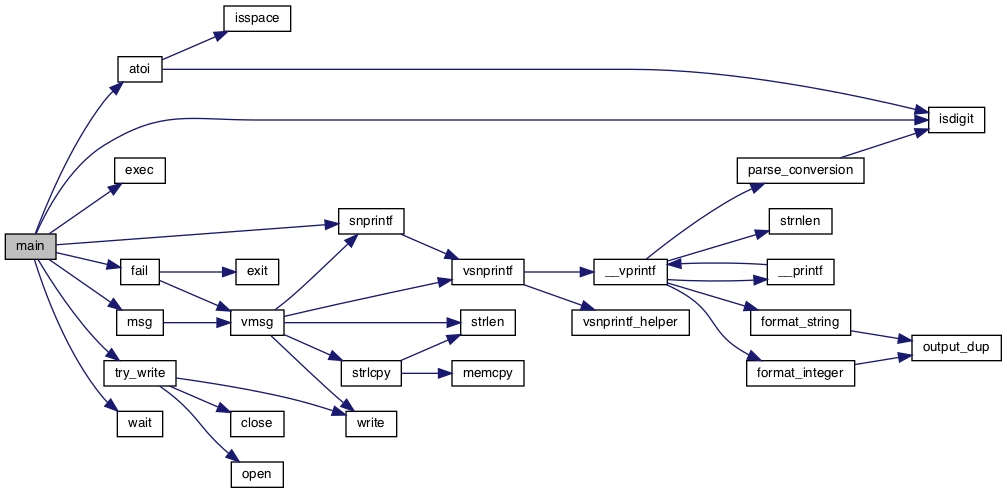 isspace
atoi
isdigit
exec
parse_conversion
snprintf
strnlen
main
fail
exit
vsnprintf
__vprintf
__printf
msg
vmsg
strlen
vsnprintf_helper
format_string
output_dup
try_write
strlcpy
memcpy
format_integer
wait
close
write
open